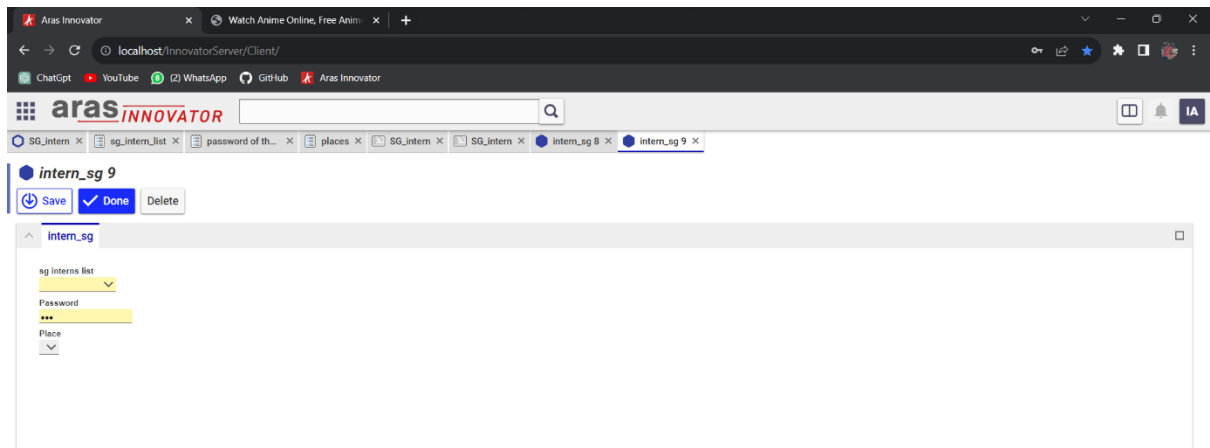 Aras Innovator Watch Anime Online, Free Anim
localhost/InnovatorServer/Client/
ChatGpt YouTube (2) WhatsApp GitHub Aras Innovator
aras INNOVATOR IA
SG_intern sg_intern_list password of th... places SG_intern SG_intern intern_sg 8 intern_sg 9
intern_sg 9
Save Done Delete
intern_sg
sg interns list
Password
•••
Place